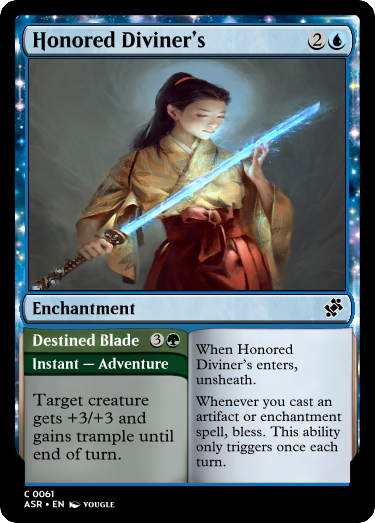 Honored Diviner's 2
Enchantment
Destined Blade 3
Instant — Adventure
Target creature
gets +3/+3 and
gains trample until
end of turn.
When Honored
Diviner's enters,
unsheath.
Whenever you cast an
artifact or enchantment
spell, bless. This ability
only triggers once each
turn.
C 0061
ASR • EN YOUGLE